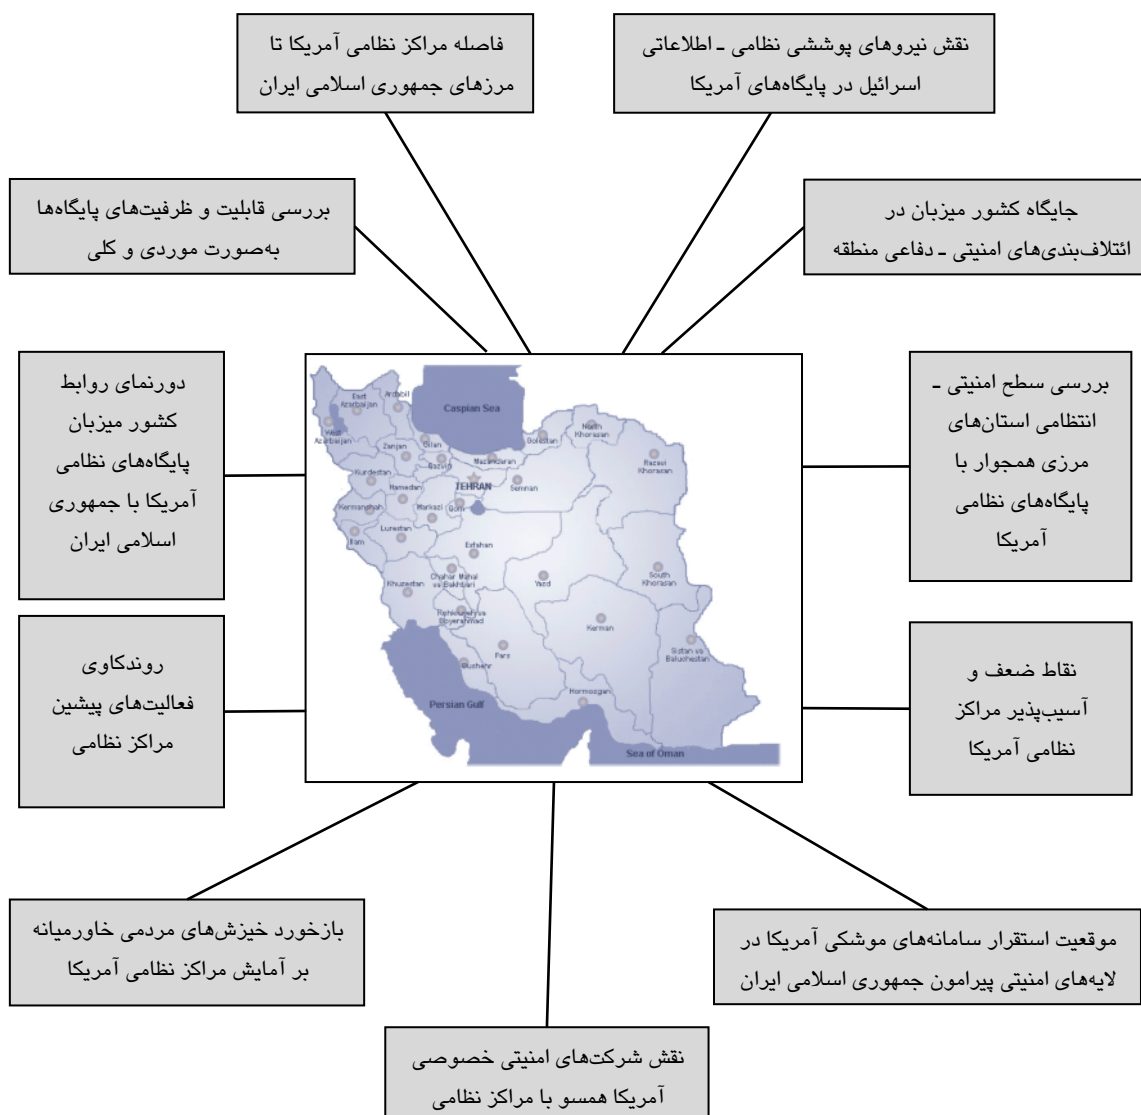 نقش نیروهای پوششی نظامی ـ اطلاعاتی
اسرائیل در پایگاه‌های آمریکا
فاصله مراکز نظامی آمریکا تا
مرزهای جمهوری اسلامی ایران
جایگاه کشور میزبان در
ائتلاف‌بندی‌های امنیتی ـ دفاعی منطقه
بررسی قابلیت و ظرفیت‌های پایگاه‌ها
به‌صورت موردی و کلی
بررسی سطح امنیتی ـ
انتظامی استان‌های
مرزی همجوار با
پایگاه‌های نظامی
آمریکا
دورنمای روابط
کشور میزبان
پایگاه‌های نظامی
آمریکا با جمهوری
اسلامی ایران
نقاط ضعف و
آسیب‌پذیر مراکز
نظامی آمریکا
روندکاوی
فعالیت‌های پیشین
مراکز نظامی
موقعیت استقرار سامانه‌های موشکی آمریکا در
لایه‌های امنیتی پیرامون جمهوری اسلامی ایران
بازخورد خیزش‌های مردمی خاورمیانه
بر آمایش مراکز نظامی آمریکا
نقش شرکت‌های امنیتی خصوصی
آمریکا همسو با مراکز نظامی
East
Azarbaijan
Ardabil
Caspian Sea
West
Azarbaijan
Gilan
Golestan
North
Khorasan
Zanjan
Qazvin
Mazandaran
Razavi
Khorasan
Kurdestan
TEHRAN
Semnan
Hamedan
Kermanshah
Markazi
Qom
Ilam
Lurestan
Esfahan
Khuzestan
Chahar Mahal
va Bakhtiari
Yazd
South
Khorasan
Kohkiluyeh va
Boyerahmad
Kerman
Fars
Sistan va
Baluchestan
Bushehr
Hormozgan
Persian Gulf
Sea of Oman